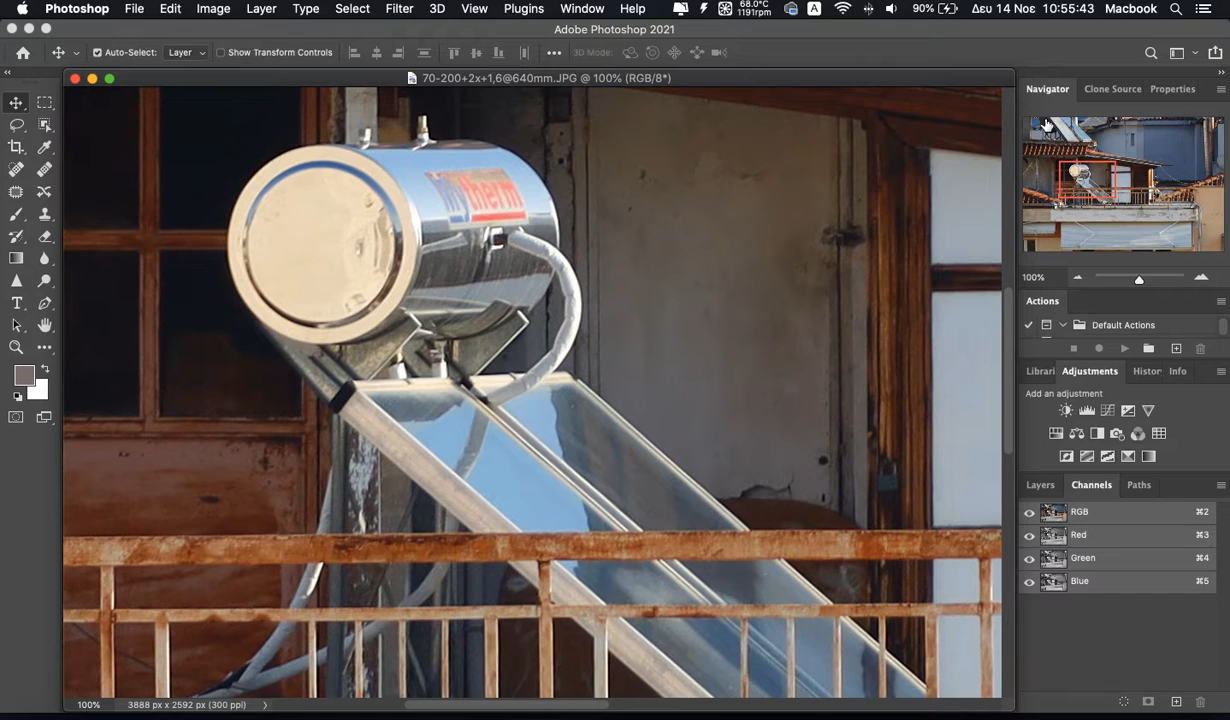 Photoshop File Edit Image Layer Type Select Filter 3D View Plugins Window Help 68.0°C 1191rpm A 90% Δευ 14 Νοε 10:55:43 Macbook
Adobe Photoshop 2021
Auto-Select: Layer Show Transform Controls 3D Mode:
70-200+2x+1,6@640mm.JPG @ 100% (RGB/8*)
Navigator Clone Source Properties
Mytherm
100%
Actions
Default Actions
Librari Adjustments Histor Info
Add an adjustment
Layers Channels Paths
RGB ⌘2
Red ⌘3
Green ⌘4
Blue ⌘5
100% 3888 px x 2592 px (300 ppi)